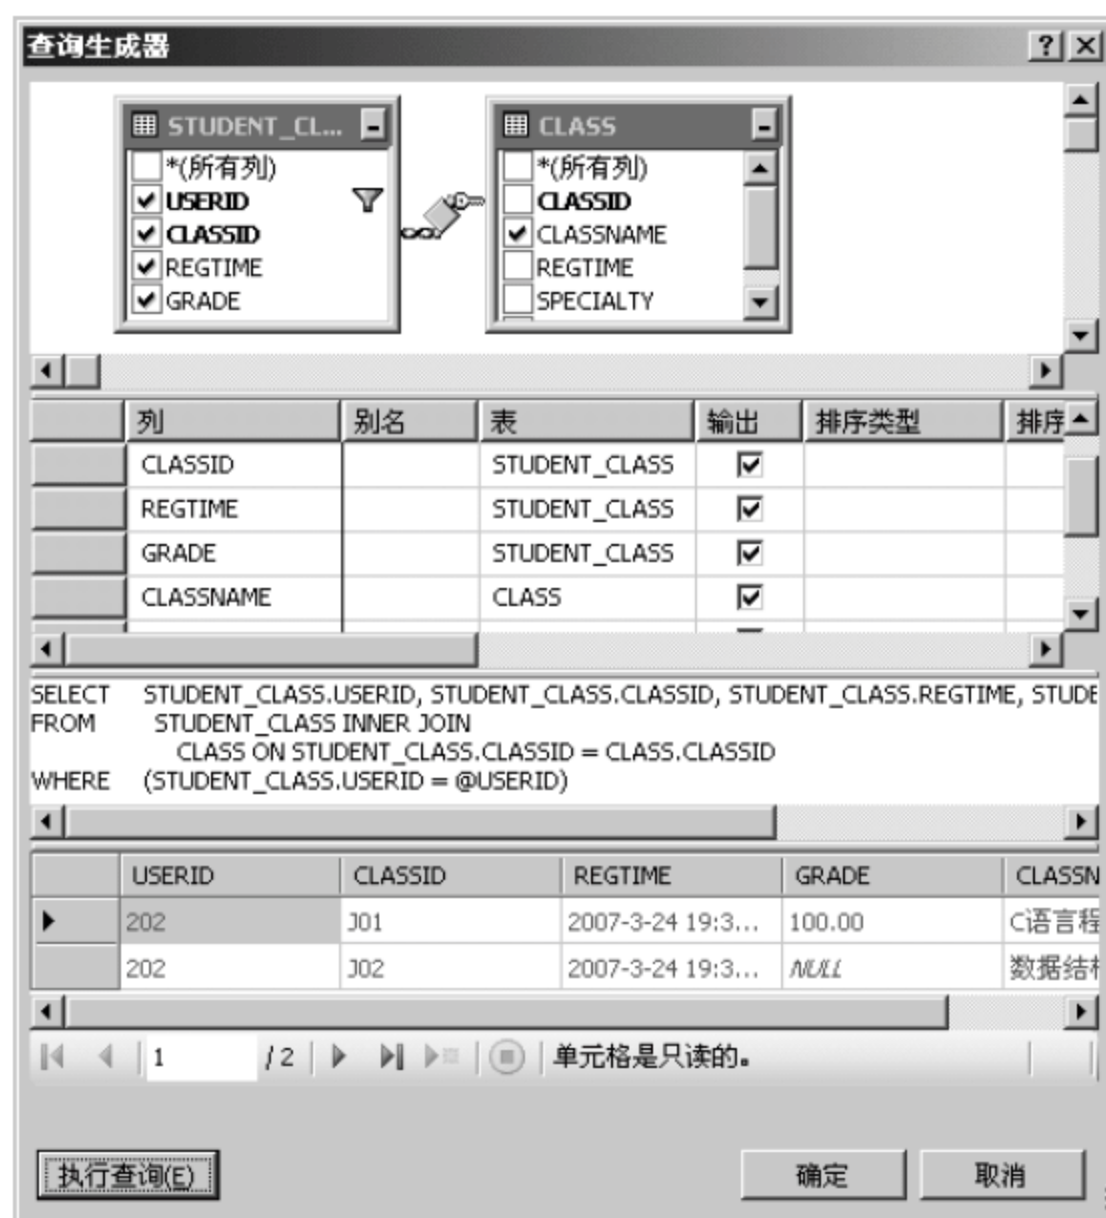 查询生成器
STUDENT_CL...
*(所有列)
USERID
CLASSID
REGTIME
GRADE
CLASS
*(所有列)
CLASSID
CLASSNAME
REGTIME
SPECIALTY
列 别名 表 输出 排序类型 排序
CLASSID STUDENT_CLASS
REGTIME STUDENT_CLASS
GRADE STUDENT_CLASS
CLASSNAME CLASS
SELECT STUDENT_CLASS.USERID, STUDENT_CLASS.CLASSID, STUDENT_CLASS.REGTIME, STUDE
FROM STUDENT_CLASS INNER JOIN
CLASS ON STUDENT_CLASS.CLASSID = CLASS.CLASSID
WHERE (STUDENT_CLASS.USERID = @USERID)
USERID CLASSID REGTIME GRADE CLASSN
202 J01 2007-3-24 19:3... 100.00 C语言程
202 J02 2007-3-24 19:3... NULL 数据结构
1 / 2 单元格是只读的。
执行查询(E) 确定 取消